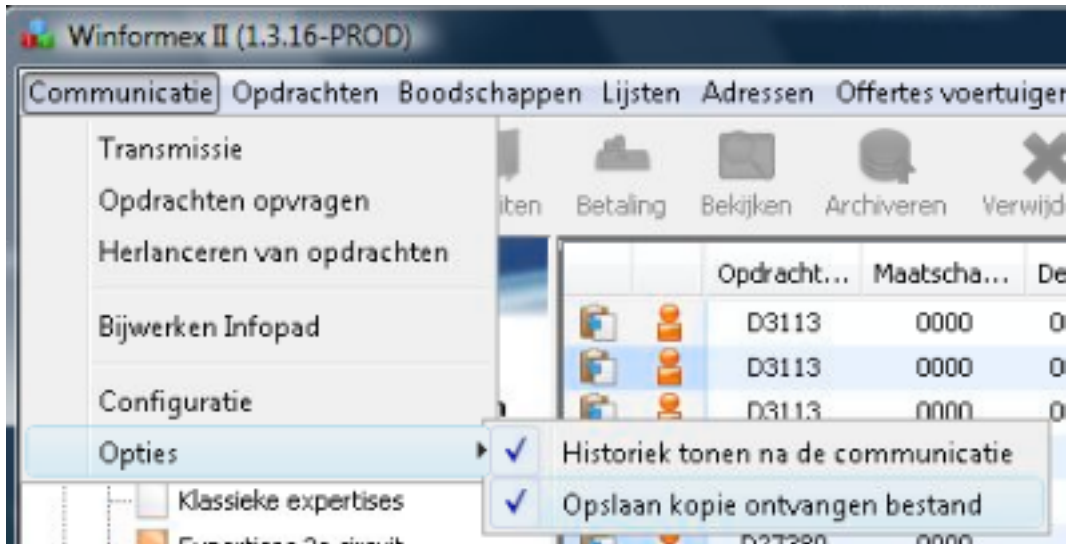 Winformex II (1.3.16-PROD)
Communicatie Opdrachten Boodschappen Lijsten Adressen Offertes
Transmissie
Opdrachten opvragen
Herlanceren van opdrachten
Bijwerken Infopad
Configuratie
Opties
Betaling Bekijken Archiveren
Opdracht... Maatscha...
D3113 0000
D3113 0000
D3113 0000
Historiek tonen na de communicatie
Opslaan kopie ontvangen bestand
Klassieke expertises